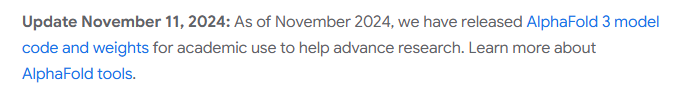 Update November 11, 2024: As of November 2024, we have released AlphaFold 3 model
code and weights for academic use to help advance research. Learn more about
AlphaFold tools.